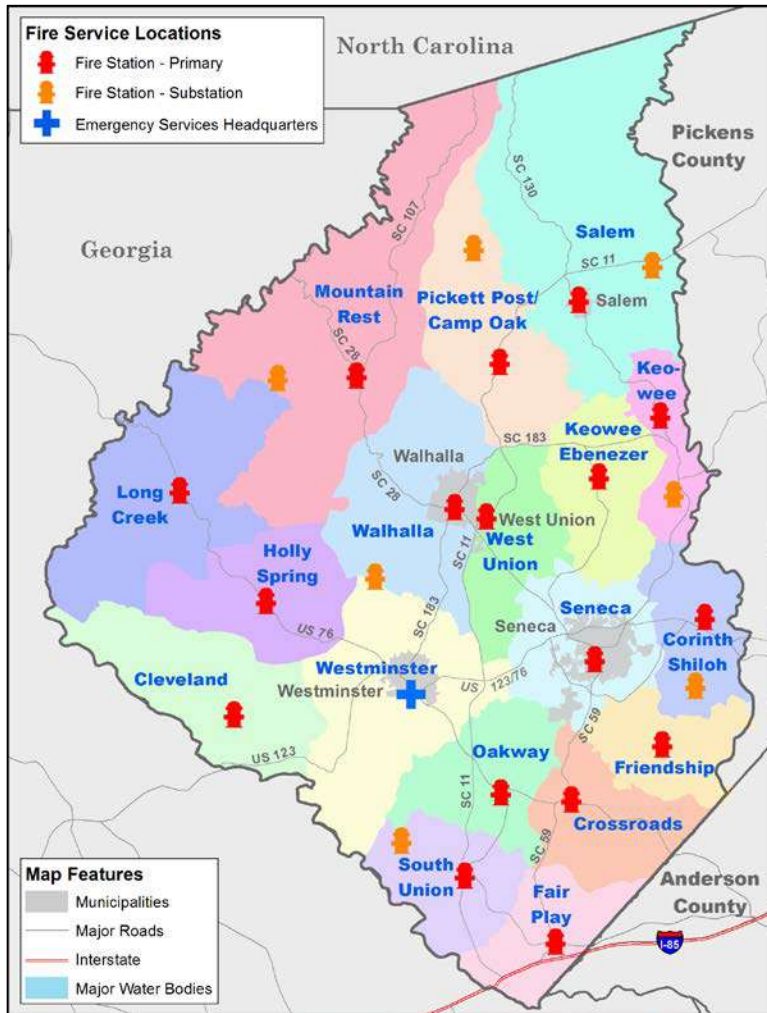 Fire Service Locations
Fire Station - Primary
Fire Station - Substation
Emergency Services Headquarters
North Carolina
Pickens
County
Georgia
SC 107
SC 130
Salem
SC 11
Salem
Mountain
Rest
Pickett Post/
Camp Oak
SC 28
Keo-
wee
SC 183
Keowee
Ebenezer
Walhalla
SC 28
Long
Creek
Walhalla
West Union
West
Union
SC 11
Holly
Spring
SC 183
Seneca
Seneca
Corinth
Shiloh
US 76
Westminster
Westminster
US 123/76
Cleveland
SC 59
US 123
Oakway
Friendship
SC 11
Crossroads
SC 59
South
Union
Fair
Play
Anderson
County
I-85
Map Features
Municipalities
Major Roads
Interstate
Major Water Bodies